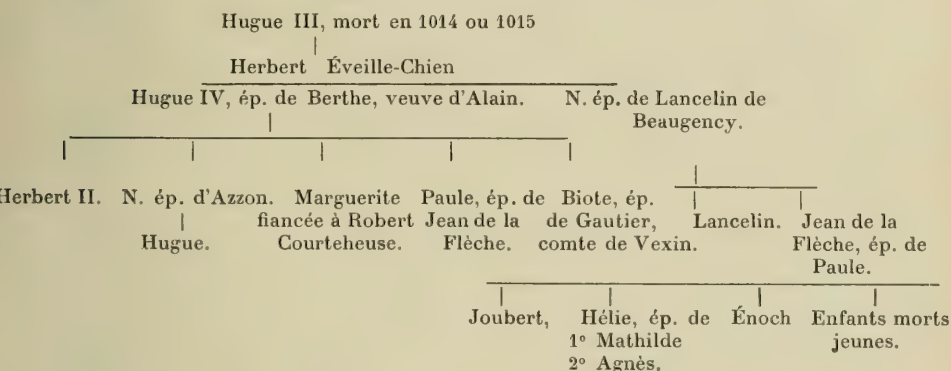 Hugue III, mort en 1014 ou 1015
Herbert Éveille-Chien
Hugue IV, ép. de Berthe, veuve d'Alain. N. ép. de Lancelin de
Beaugency.
Herbert II. N. ép. d'Azzon. Marguerite Paule, ép. de Biote, ép.
fiancée à Robert Jean de la de Gautier, Lancelin. Jean de la
Hugue. Courteheuse. Flèche. comte de Vexin. Flèche, ép. de
Paule.
Joubert, Hélie, ép. de Énoch Enfants morts
1º Mathilde jeunes.
2º Agnès.